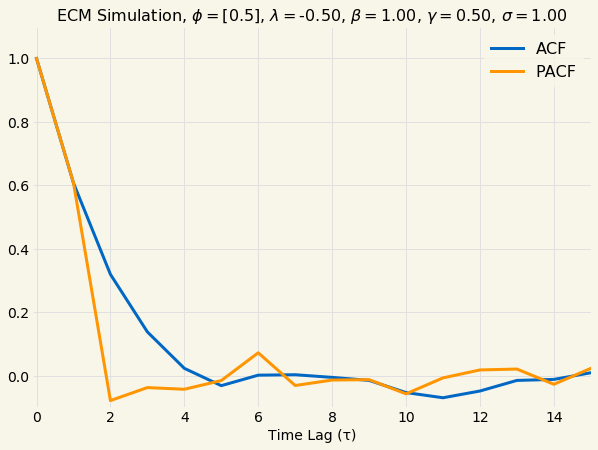 ECM Simulation, ϕ = [0.5], λ = -0.50, β = 1.00, γ = 0.50, σ = 1.00
ACF
PACF
1.0
0.8
0.6
0.4
0.2
0.0
0 2 4 6 8 10 12 14
Time Lag (τ)